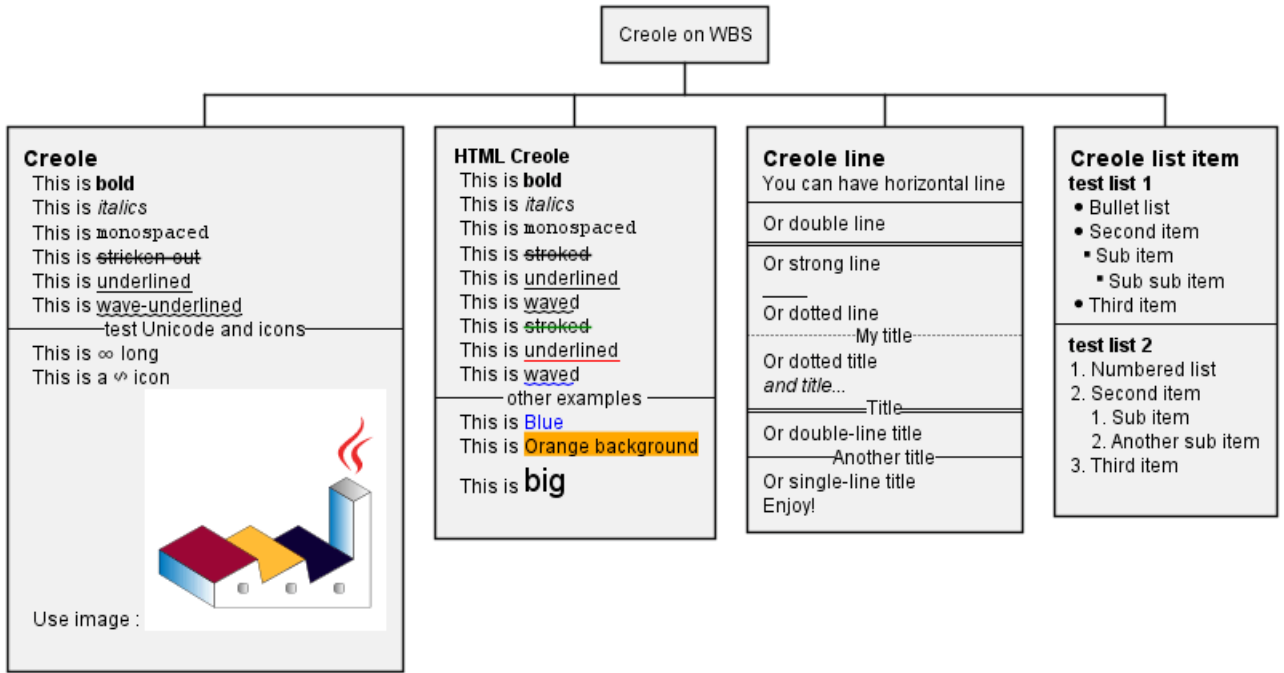 Creole on WBS
Creole
This is bold
This is italics
This is monospaced
This is stricken-out
This is underlined
This is wave-underlined
test Unicode and icons
This is ∞ long
This is a icon
Use image :
HTML Creole
This is bold
This is italics
This is monospaced
This is stroked
This is underlined
This is waved
This is stroked
This is underlined
This is waved
other examples
This is Blue
This is Orange background
This is big
Creole line
You can have horizontal line
Or double line
Or strong line
____
Or dotted line
My title
Or dotted title
and title...
Title
Or double-line title
Another title
Or single-line title
Enjoy!
Creole list item
test list 1
• Bullet list
• Second item
▪ Sub item
▪ Sub sub item
• Third item
test list 2
1. Numbered list
2. Second item
1. Sub item
2. Another sub item
3. Third item